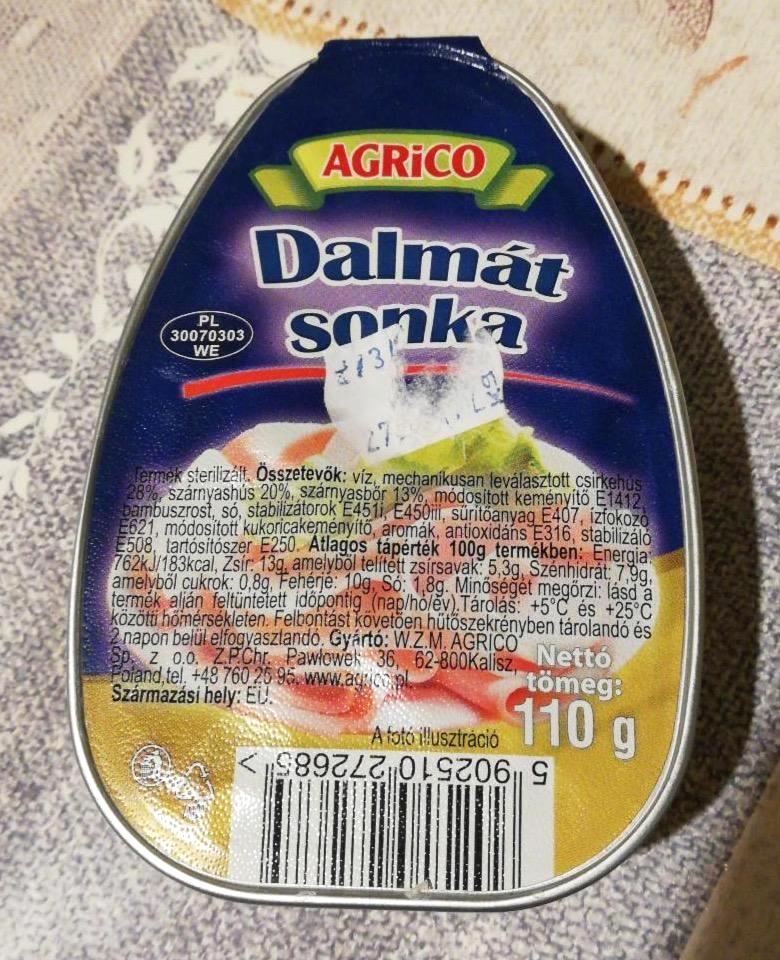 AGRiCO
Dalmát
sonka
PL
30070303
WE
Termék sterilizált. Összetevők: víz, mechanikusan leválasztott csirkehús
28%, szárnyashús 20%, szárnyasbőr 13%, módosított keményítő E1412,
bambuszrost, só, stabilizátorok E451i, E450iii, sűrítőanyag E407, ízfokozó
E621, módosított kukoricakeményítő, aromák, antioxidáns E316, stabilizáló
E508, tartósítószer E250. Átlagos tápérték 100g termékben: Energia:
762kJ/183kcal, Zsír: 13g, amelyből telített zsírsavak: 5,3g, Szénhidrát: 7,9g,
amelyből cukrok: 0,8g, Fehérje: 10g, Só: 1,8g. Minőségét megőrzi: lásd a
termék alján feltüntetett időpontig (nap/hó/év).Tárolás: +5°C és +25°C
közötti hőmérsékleten. Felbontást követően hűtőszekrényben tárolandó és
2 napon belül elfogyasztandó. Gyártó: W.Z.M. AGRICO
Sp. z o.o. Z.P.Chr. Pawłówek 36, 62-800Kalisz,
Poland,tel. +48 760 25 95. www.agrico.pl.
Származási hely: EU.
Nettó
tömeg:
110 g
A fotó illusztráció
5 902510 272685 >